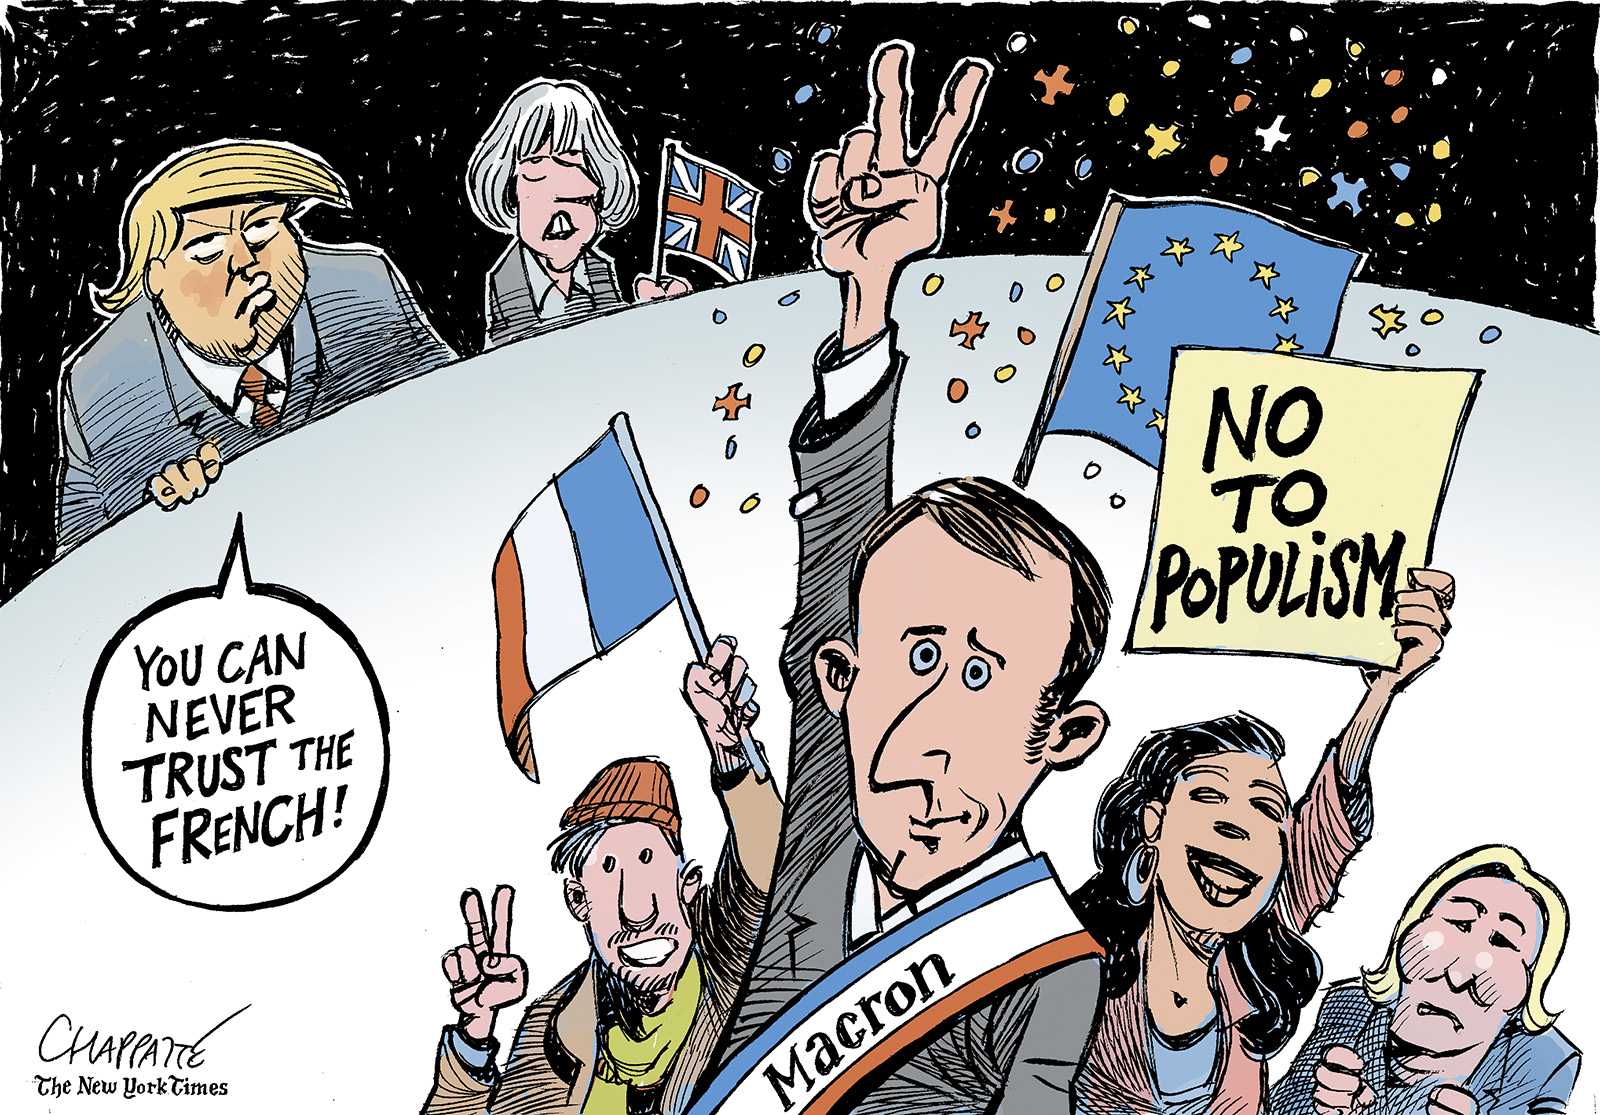 NO
TO
POPULiSM
YOU CAN
NEVER
TRUST THE
FRENCH!
Macron
CHAPPATTE
The New York Times